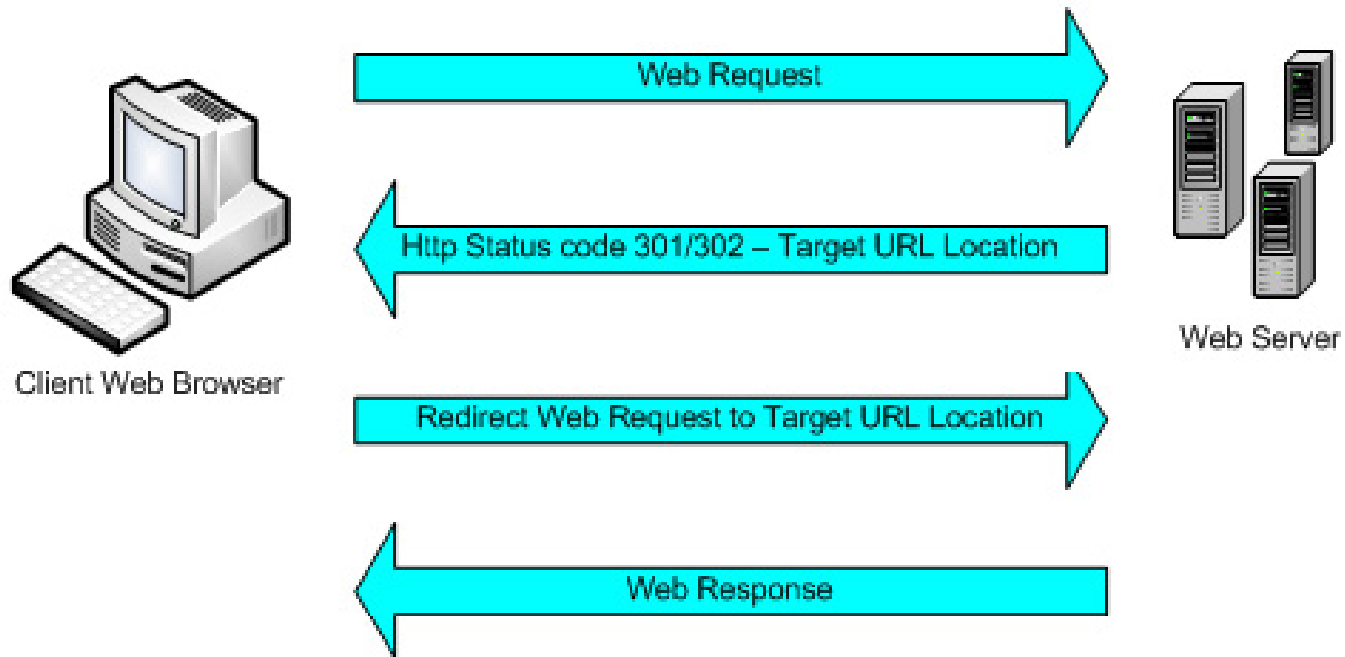 Web Request
Http Status code 301/302 – Target URL Location
Web Server
Client Web Browser
Redirect Web Request to Target URL Location
Web Response